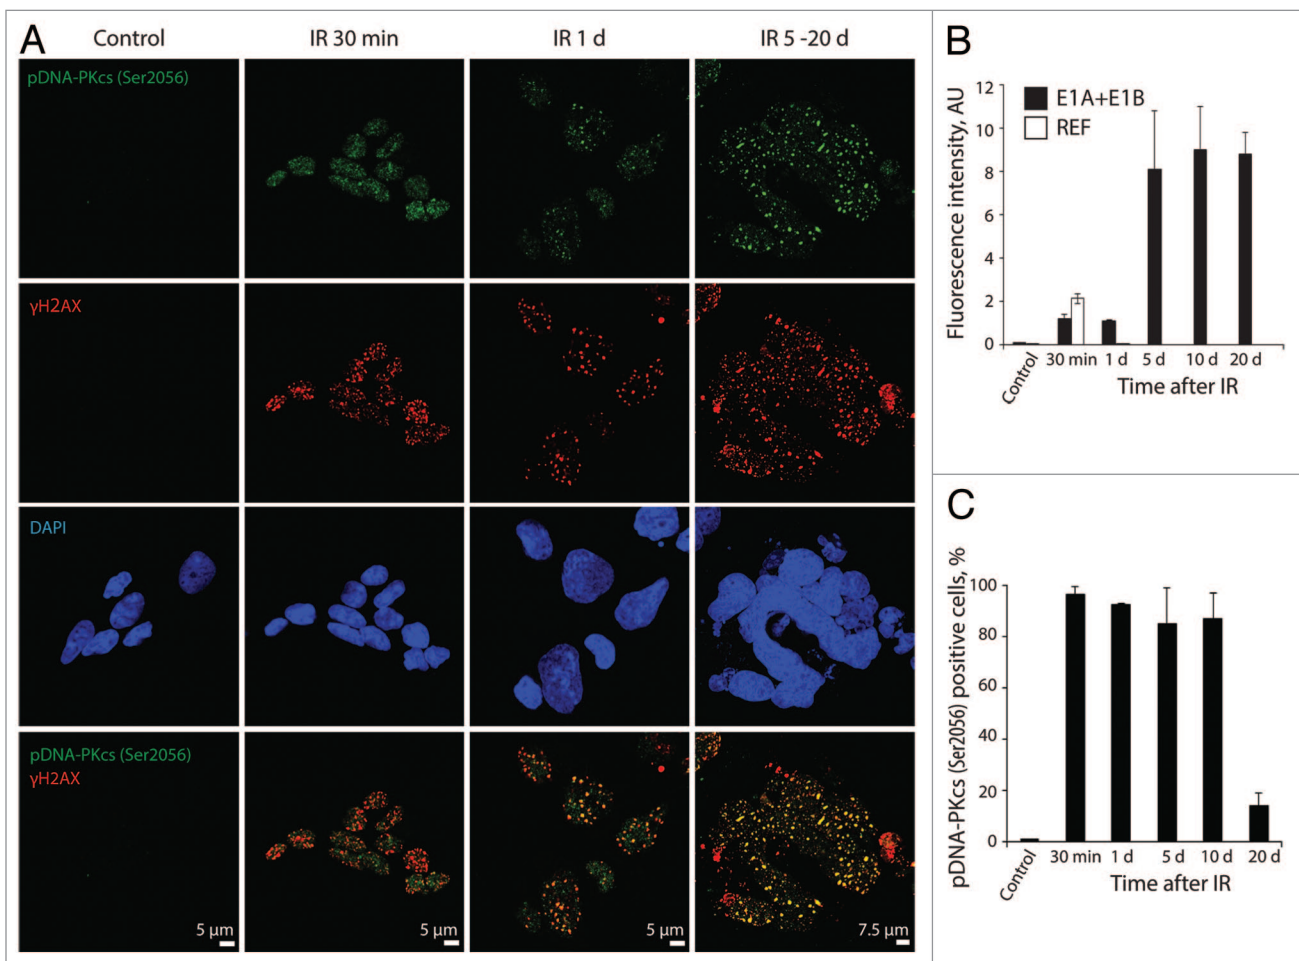 A
Control
IR 30 min
IR 1 d
IR 5 -20 d
pDNA-PKcs (Ser2056)
γH2AX
DAPI
pDNA-PKcs (Ser2056)
γH2AX
5 µm
5 µm
5 µm
7.5 µm
B
E1A+E1B
REF
Fluorescence intensity, AU
12
10
8
6
4
2
0
Control
30 min
1 d
5 d
10 d
20 d
Time after IR
C
pDNA-PKcs (Ser2056) positive cells, %
100
80
60
40
20
0
Control
30 min
1 d
5 d
10 d
20 d
Time after IR